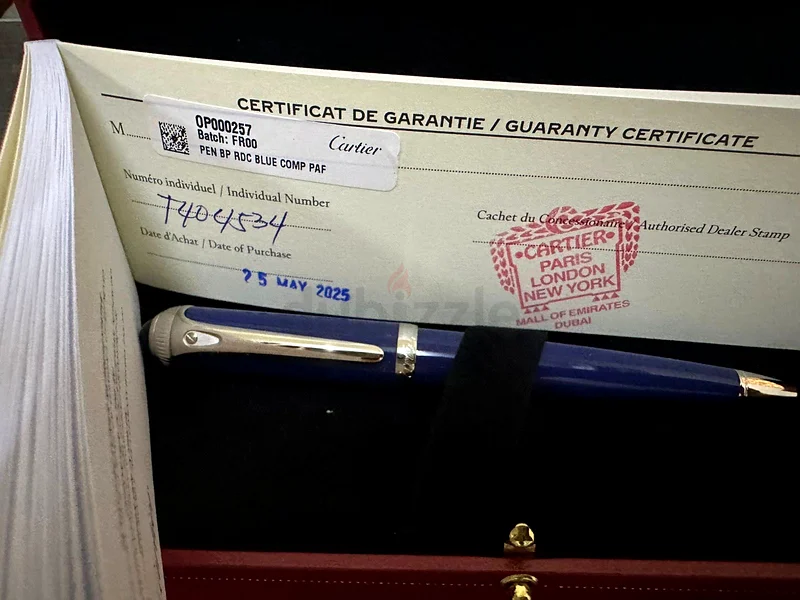 CERTIFICAT DE GARANTIE / GUARANTY CERTIFICATE
M
OP000257
Batch: FR00
PEN BP RDC BLUE COMP PAF
Cartier
Numéro individuel / Individual Number
T404534
Date d'Achat / Date of Purchase
25 MAY 2025
Cachet du Concessionnaire / Authorised Dealer Stamp
CARTIER
PARIS
LONDON
NEW YORK
MALL OF EMIRATES
DUBAI
dubizzle